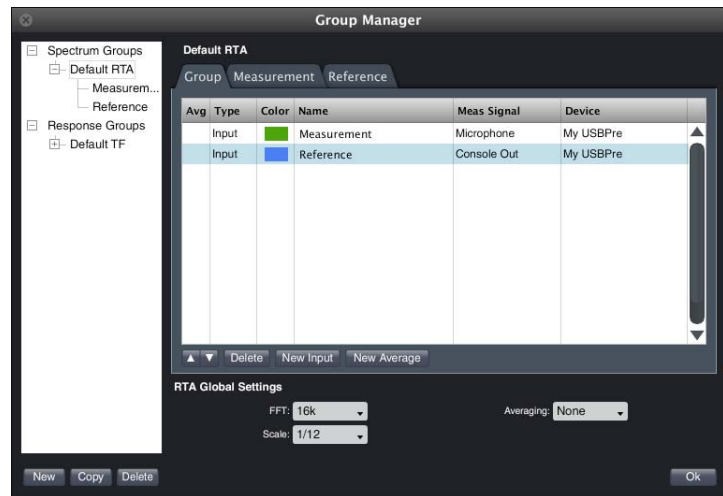 Group Manager
Spectrum Groups
Default RTA
Measurem...
Reference
Response Groups
Default TF
Default RTA
Group Measurement Reference
Avg Type Color Name Meas Signal Device
Input Measurement Microphone My USBPre
Input Reference Console Out My USBPre
Delete New Input New Average
RTA Global Settings
FFT: 16k Averaging: None
Scale: 1/12
New Copy Delete Ok